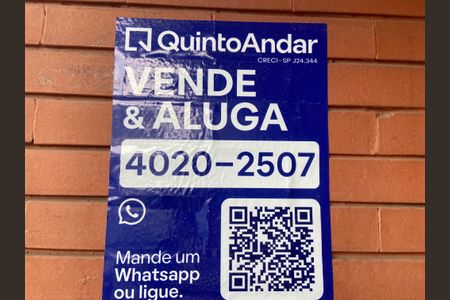 QuintoAndar
CRECI-SP J24.344
VENDE
& ALUGA
4020-2507
Mande um
Whatsapp
ou ligue.